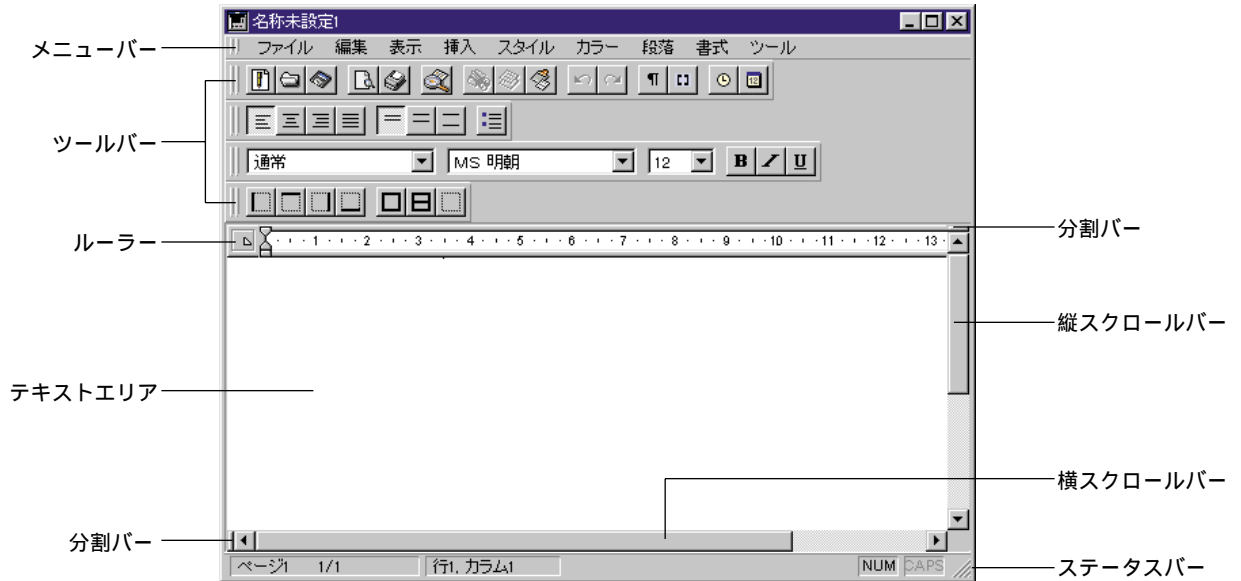 名称未設定1
メニューバー
ファイル 編集 表示 挿入 スタイル カラー 段落 書式 ツール
ツールバー
通常 MS 明朝 12 B I U
ルーラー
1 2 3 4 5 6 7 8 9 10 11 12 13
分割バー
縦スクロールバー
テキストエリア
横スクロールバー
分割バー
ページ1 1/1 行1, カラム1 NUM CAPS
ステータスバー